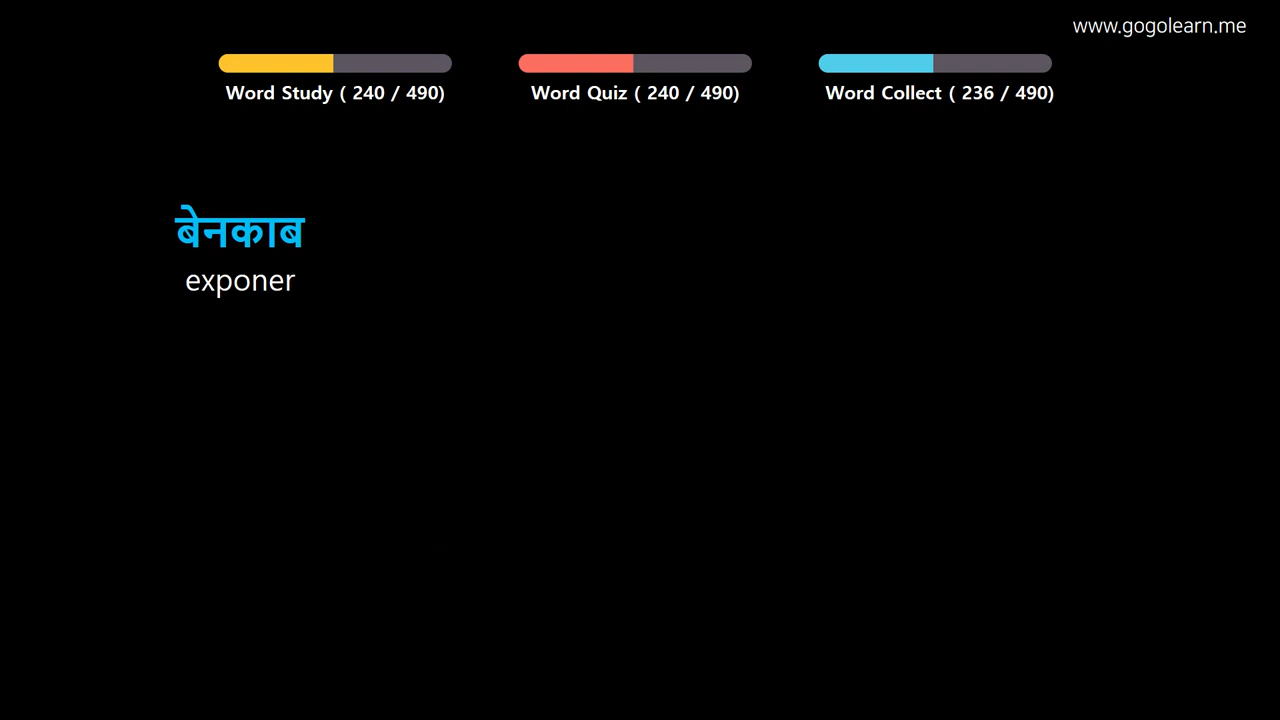 www.gogolearn.me
Word Study ( 240 / 490)
Word Quiz ( 240 / 490)
Word Collect ( 236 / 490)
बेनकाब
exponer